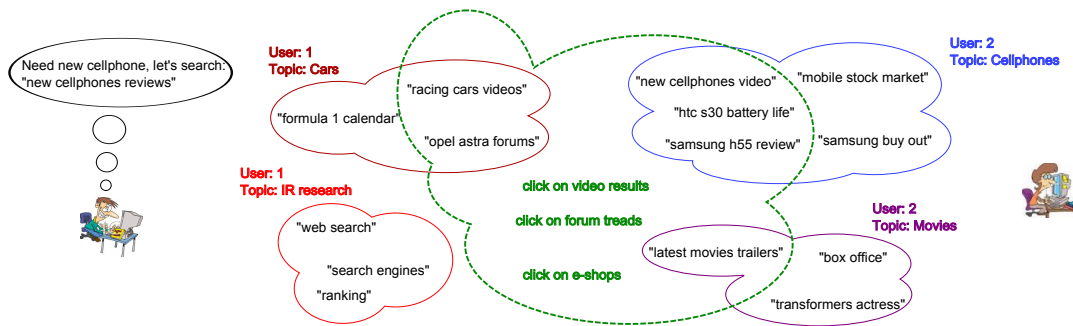 Need new cellphone, let's search:
"new cellphones reviews"
User: 1
Topic: Cars
"racing cars videos"
"formula 1 calendar"
"opel astra forums"
User: 2
Topic: Cellphones
"new cellphones video"
"mobile stock market"
"htc s30 battery life"
"samsung h55 review"
"samsung buy out"
User: 1
Topic: IR research
"web search"
"search engines"
"ranking"
click on video results
click on forum treads
click on e-shops
User: 2
Topic: Movies
"latest movies trailers"
"box office"
"transformers actress"